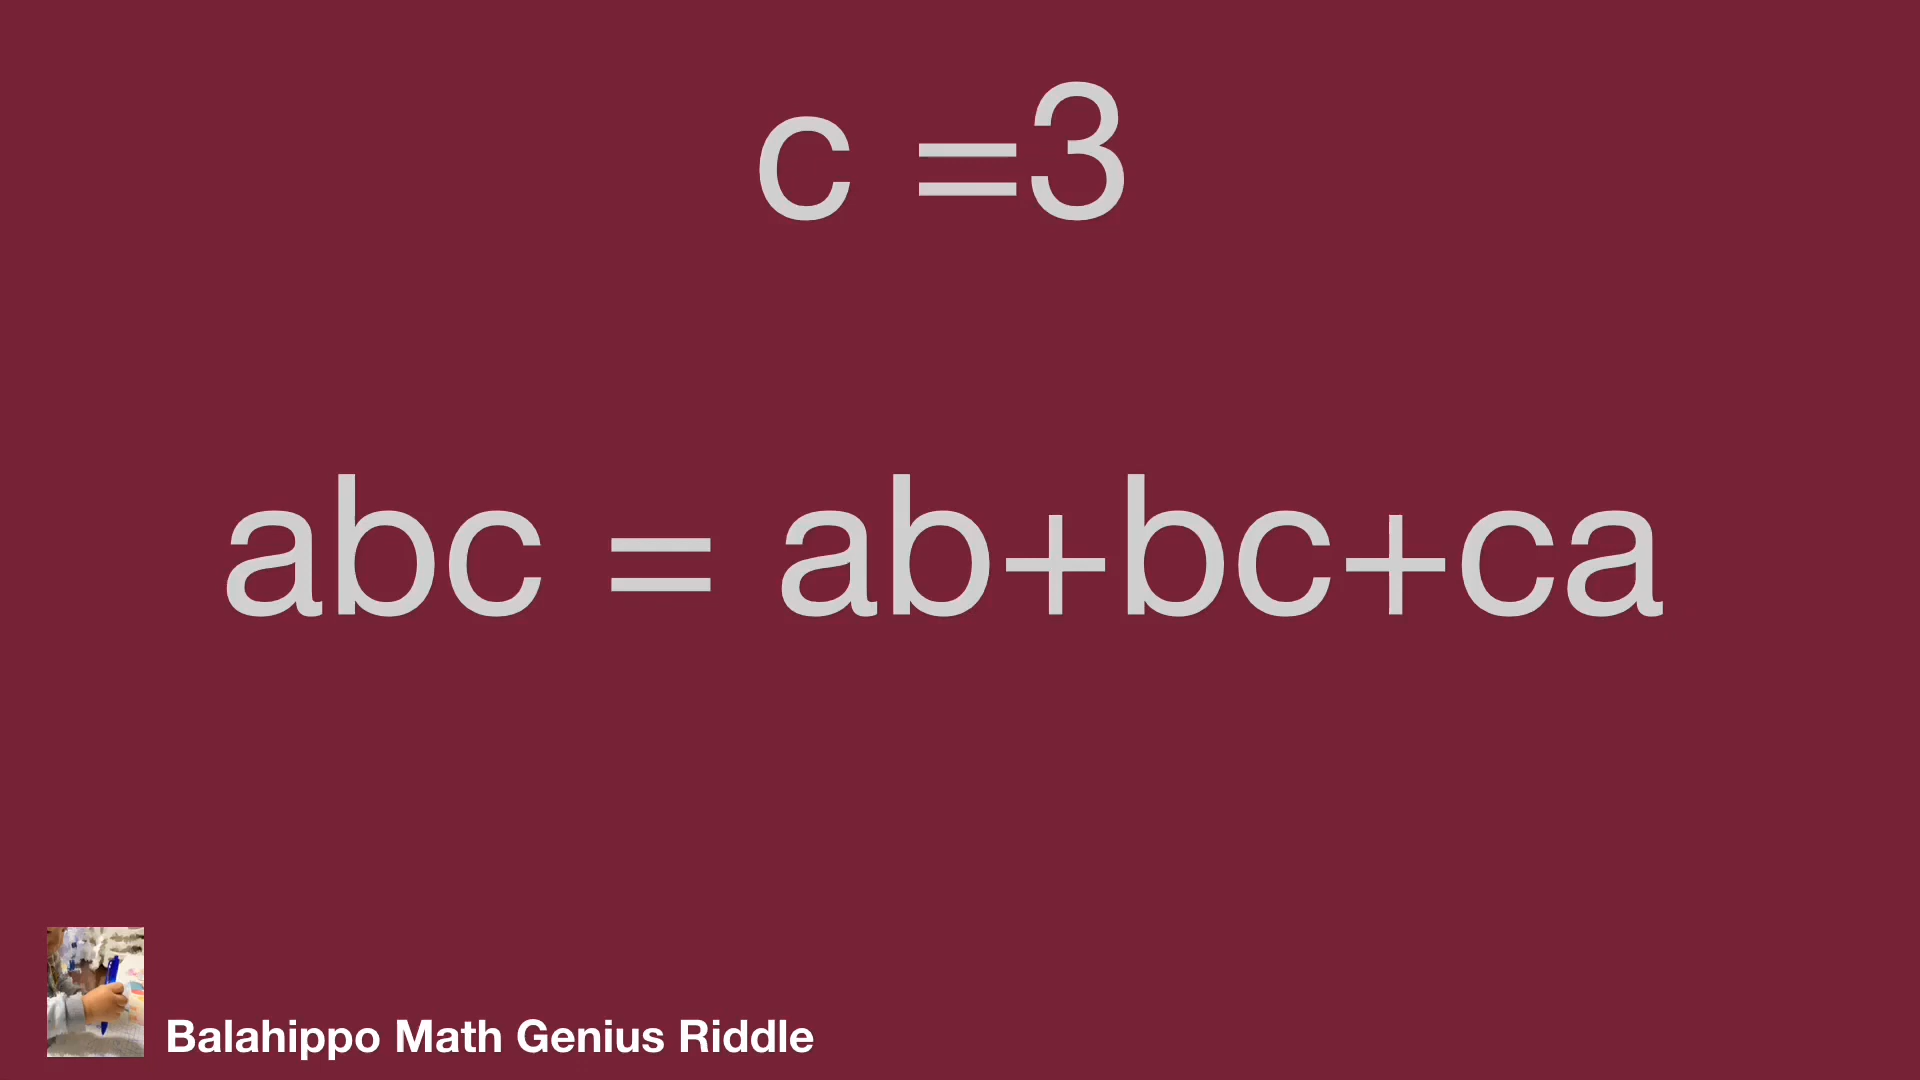 c =3
abc = ab+bc+ca
Balahippo Math Genius Riddle